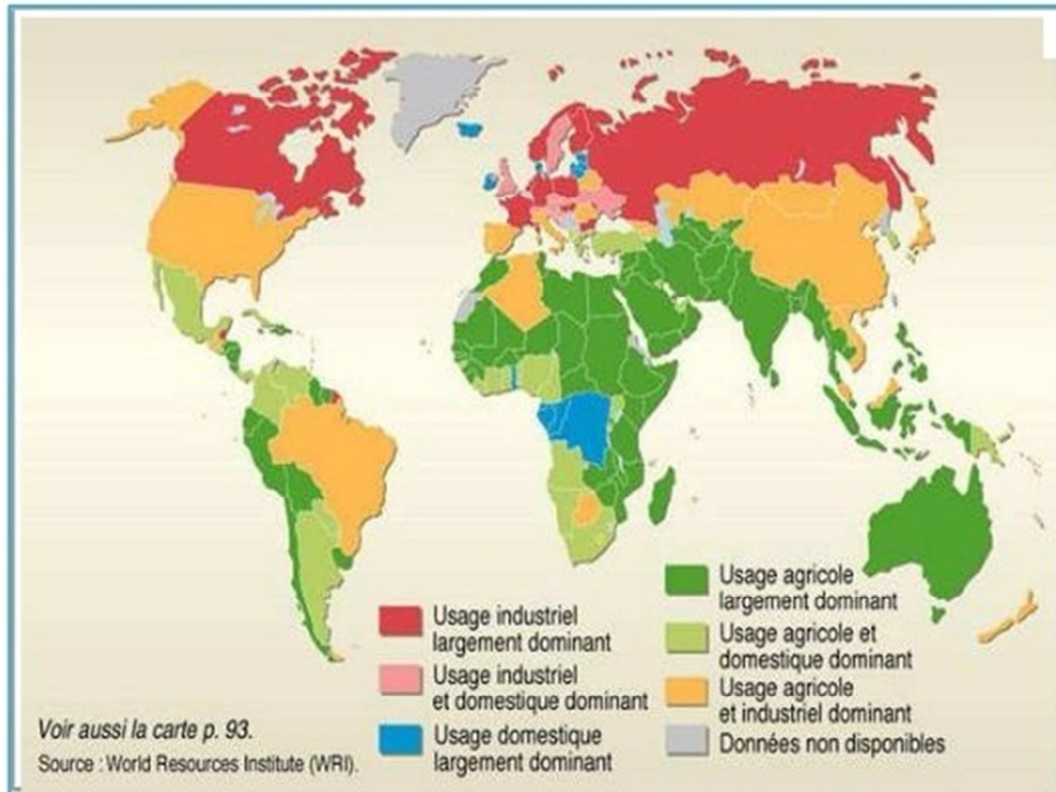 Usage industriel
largement dominant
Usage industriel
et domestique dominant
Usage domestique
largement dominant
Usage agricole
largement dominant
Usage agricole et
domestique dominant
Usage agricole
et industriel dominant
Données non disponibles
Voir aussi la carte p. 93.
Source : World Resources Institute (WRI).